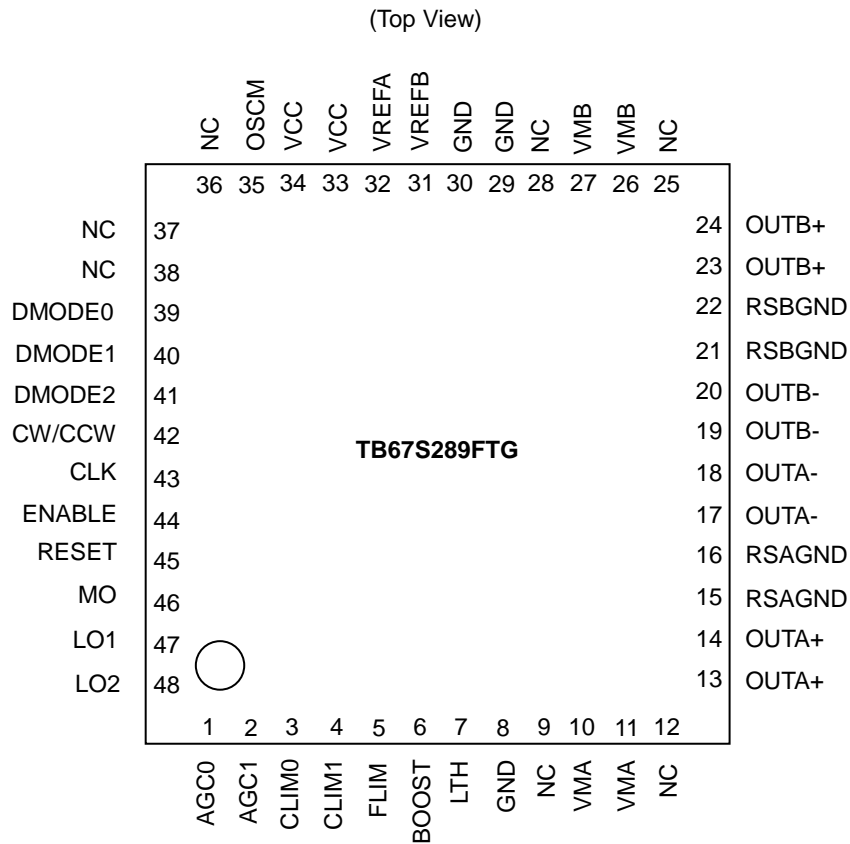 (Top View)
NC OSCM VCC VCC VREFA VREFB GND GND NC VMB VMB NC
36 35 34 33 32 31 30 29 28 27 26 25
NC 37 24 OUTB+
NC 38 23 OUTB+
DMODE0 39 22 RSBGND
DMODE1 40 21 RSBGND
DMODE2 41 20 OUTB-
CW/CCW 42 19 OUTB-
TB67S289FTG
CLK 43 18 OUTA-
ENABLE 44 17 OUTA-
RESET 45 16 RSAGND
MO 46 15 RSAGND
LO1 47 14 OUTA+
LO2 48 13 OUTA+
1 2 3 4 5 6 7 8 9 10 11 12
AGC0 AGC1 CLIM0 CLIM1 FLIM BOOST LTH GND NC VMA VMA NC